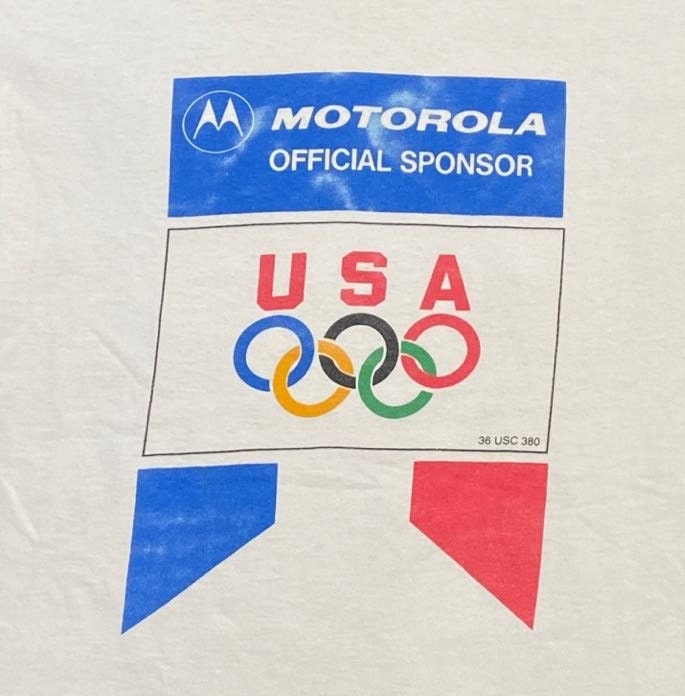 MOTOROLA
OFFICIAL SPONSOR
USA
36 USC 380